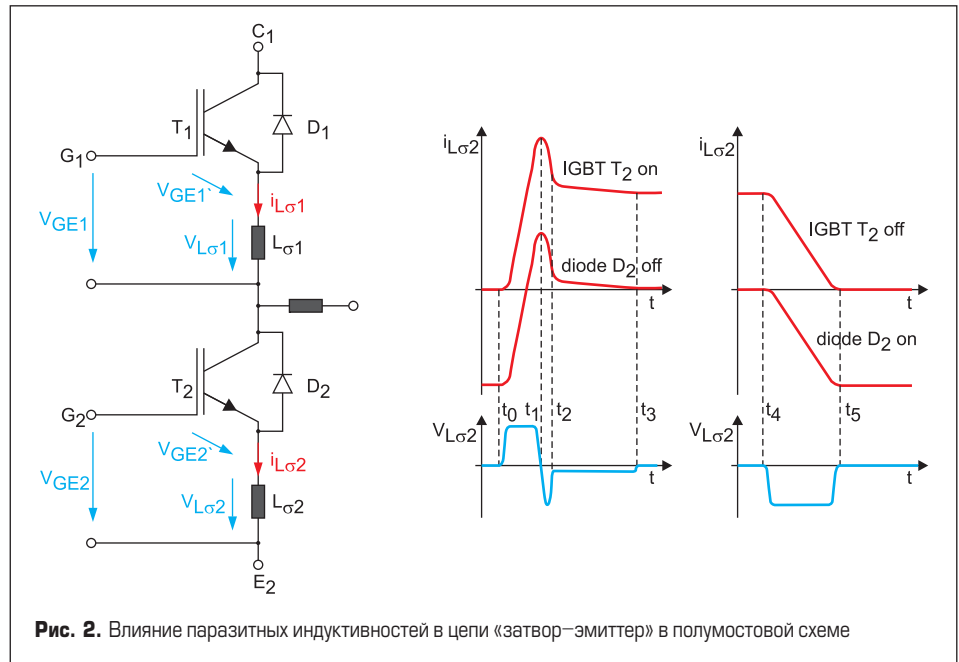 C1
T1
D1
G1
VGE1`
iLσ1
VGE1
VLσ1
Lσ1
T2
D2
G2
VGE2`
iLσ2
VGE2
VLσ2
Lσ2
E2
iLσ2
IGBT T2 on
diode D2 off
t
t0 t1 t2 t3
VLσ2
t
iLσ2
IGBT T2 off
t
diode D2 on
t4 t5
VLσ2
t
Рис. 2. Влияние паразитных индуктивностей в цепи «затвор–эмиттер» в полумостовой схеме